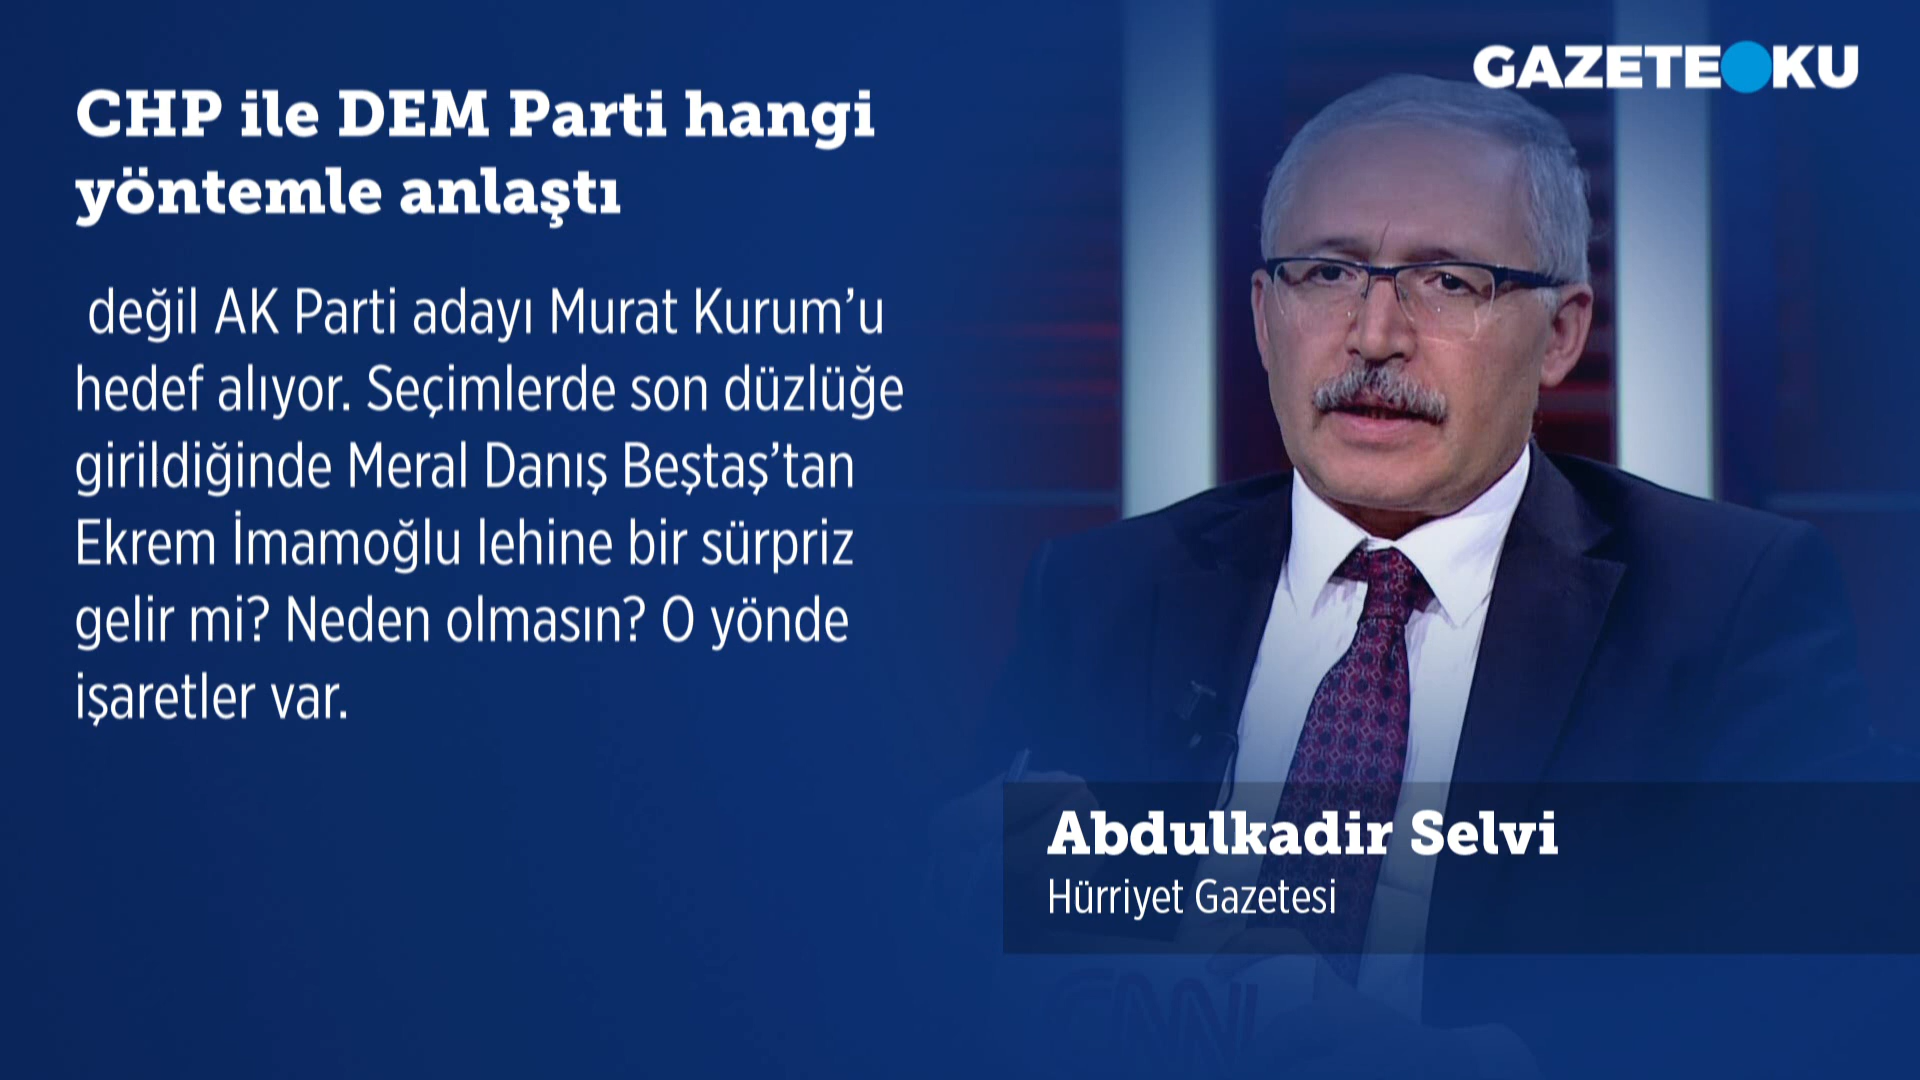 GAZETE KU
CHP ile DEM Parti hangi
yöntemle anlaştı
değil AK Parti adayı Murat Kurum’u
hedef alıyor. Seçimlerde son düzlüğe
girildiğinde Meral Danış Beştaş’tan
Ekrem İmamoğlu lehine bir sürpriz
gelir mi? Neden olmasın? O yönde
işaretler var.
Abdulkadir Selvi
Hürriyet Gazetesi
CNN